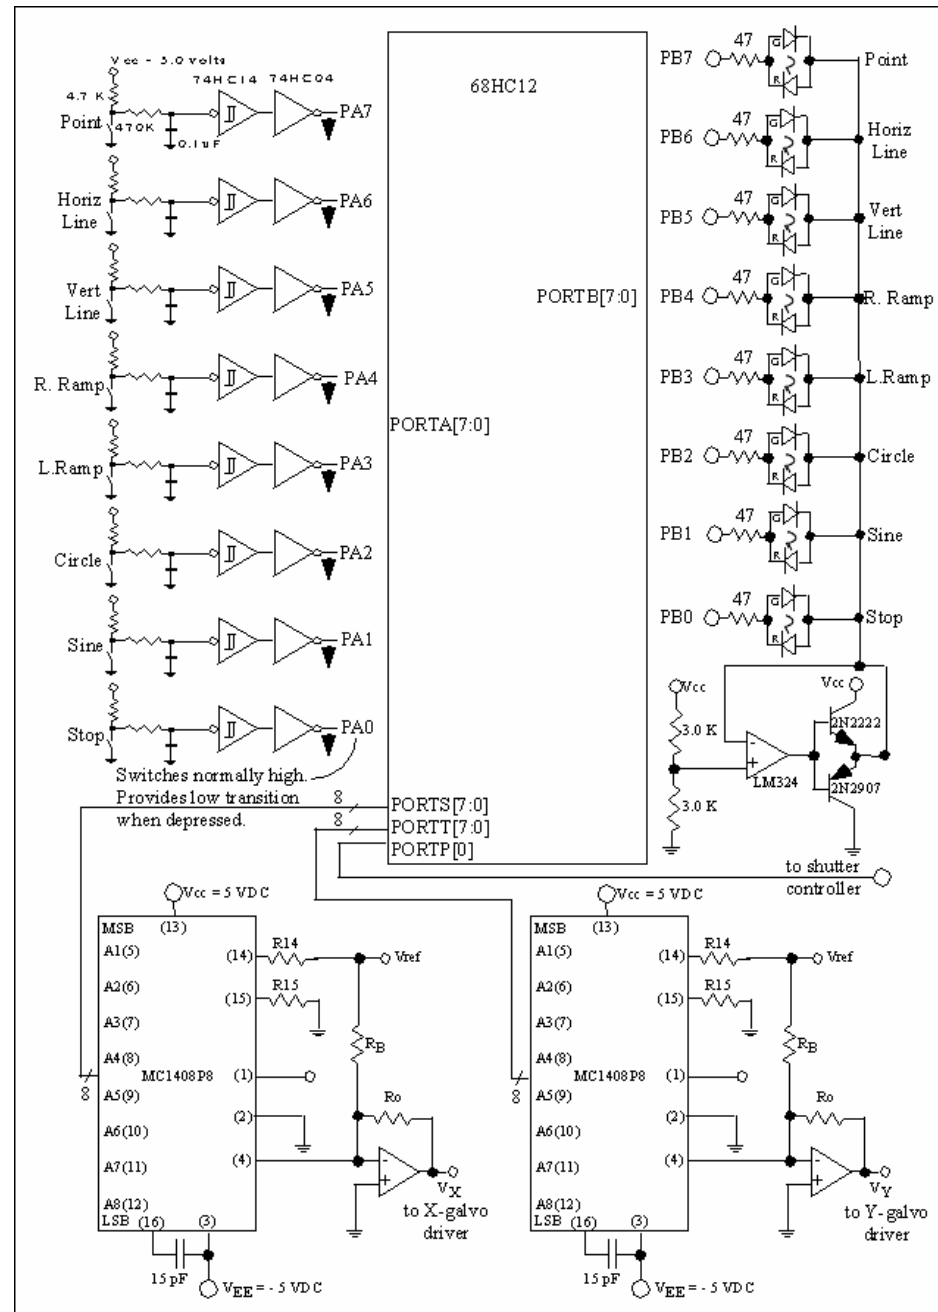 Vcc - 5.0 volts
74HC14 74HC04
4.7 K
Point
470K
0.1uF
PA7
Horiz
Line
PA6
Vert
Line
PA5
R. Ramp
PA4
L.Ramp
PA3
Circle
PA2
Sine
PA1
Stop
PA0
Switches normally high.
Provides low transition
when depressed.
68HC12
PORTB[7:0]
PORTA[7:0]
8
PORTS[7:0]
8
PORTT[7:0]
PORTP[0]
PB7
47
G
R
Point
PB6
47
G
R
Horiz
Line
PB5
47
G
R
Vert
Line
PB4
47
G
R
R. Ramp
PB3
47
G
R
L.Ramp
PB2
47
G
R
Circle
PB1
47
G
R
Sine
PB0
47
G
R
Stop
Vcc
3.0 K
3.0 K
-
+
LM324
Vcc
2N2222
2N2907
to shutter
controller
Vcc = 5 VDC
MSB
(13)
A1(5)
A2(6)
A3(7)
A4(8)
MC1408P8
A5(9)
A6(10)
A7(11)
A8(12)
LSB
(16)
(3)
(14)
(15)
(1)
(2)
(4)
8
R14
R15
Vref
RB
Ro
-
+
VX
to X-galvo
driver
15 pF
VEE = - 5 VDC
Vcc = 5 VDC
MSB
(13)
A1(5)
A2(6)
A3(7)
A4(8)
MC1408P8
A5(9)
A6(10)
A7(11)
A8(12)
LSB
(16)
(3)
(14)
(15)
(1)
(2)
(4)
8
R14
R15
Vref
RB
Ro
-
+
VY
to Y-galvo
driver
15 pF
VEE = - 5 VDC